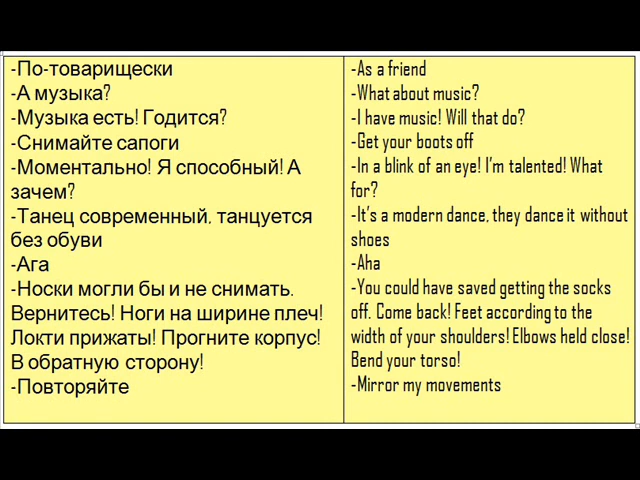 -По-товарищески
-А музыка?
-Музыка есть! Годится?
-Снимайте сапоги
-Моментально! Я способный! А
зачем?
-Танец современный, танцуется
без обуви
-Ага
-Носки могли бы и не снимать.
Вернитесь! Ноги на ширине плеч!
Локти прижаты! Прогните корпус!
В обратную сторону!
-Повторяйте
-As a friend
-What about music?
-I have music! Will that do?
-Get your boots off
-In a blink of an eye! I'm talented! What
for?
-It's a modern dance, they dance it without
shoes
-Aha
-You could have saved getting the socks
off. Come back! Feet according to the
width of your shoulders! Elbows held close!
Bend your torso!
-Mirror my movements